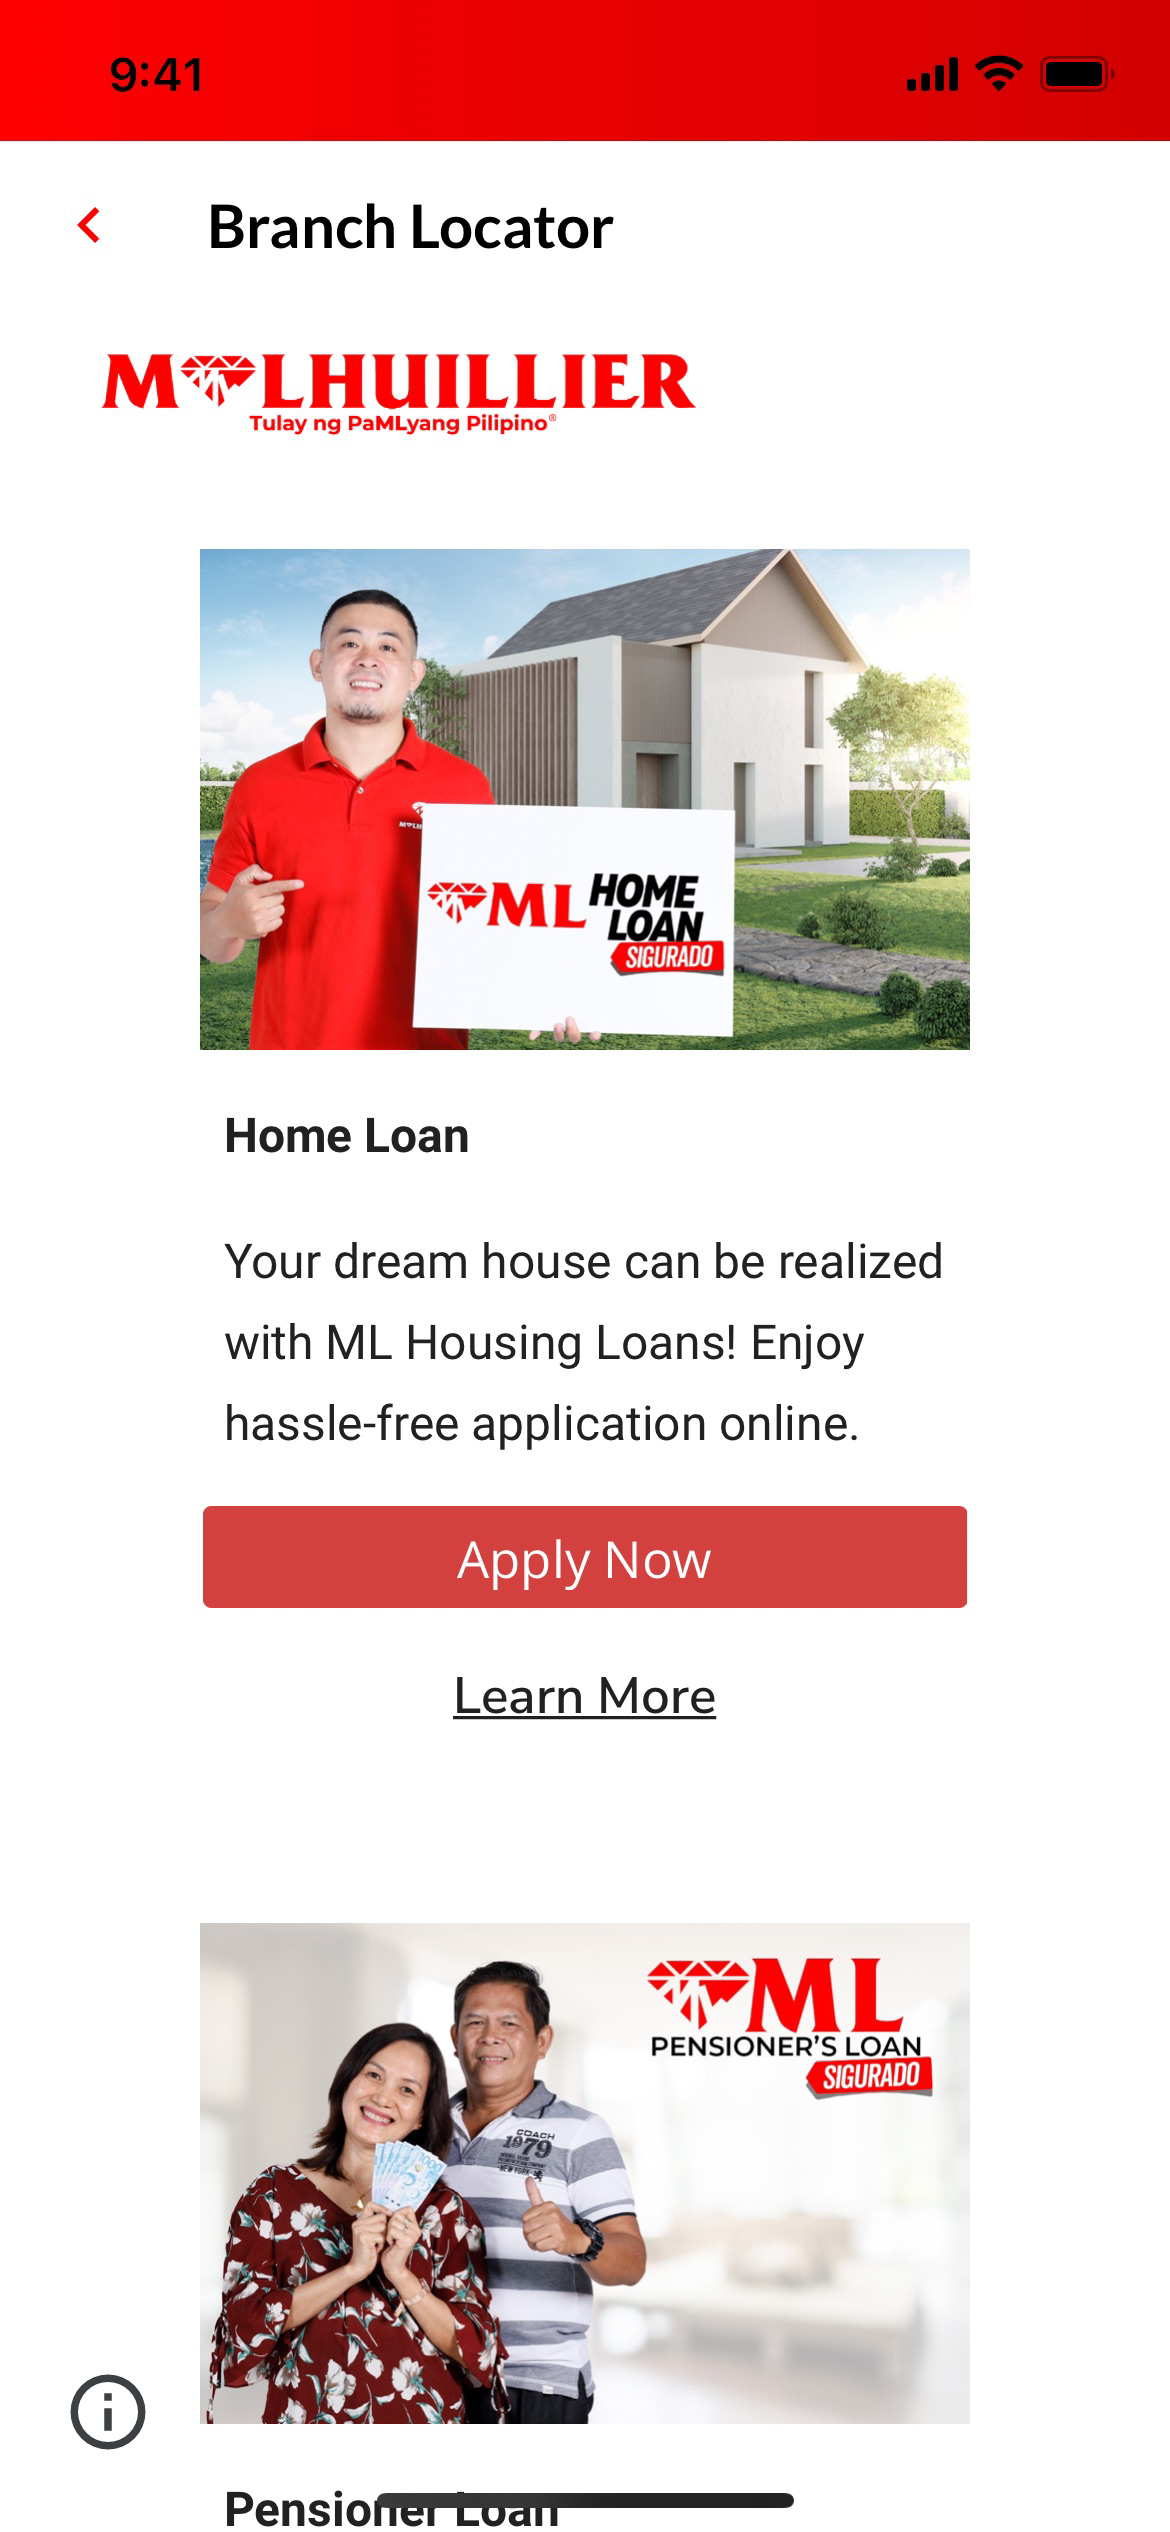 9:41
Branch Locator
M LHUILLIER
Tulay ng PaMLyang Pilipino®
ML HOME
LOAN
SIGURADO
Home Loan
Your dream house can be realized
with ML Housing Loans! Enjoy
hassle-free application online.
Apply Now
Learn More
ML
PENSIONER'S LOAN
SIGURADO
COACH
1979
NEW YORK
Pensioner Loan